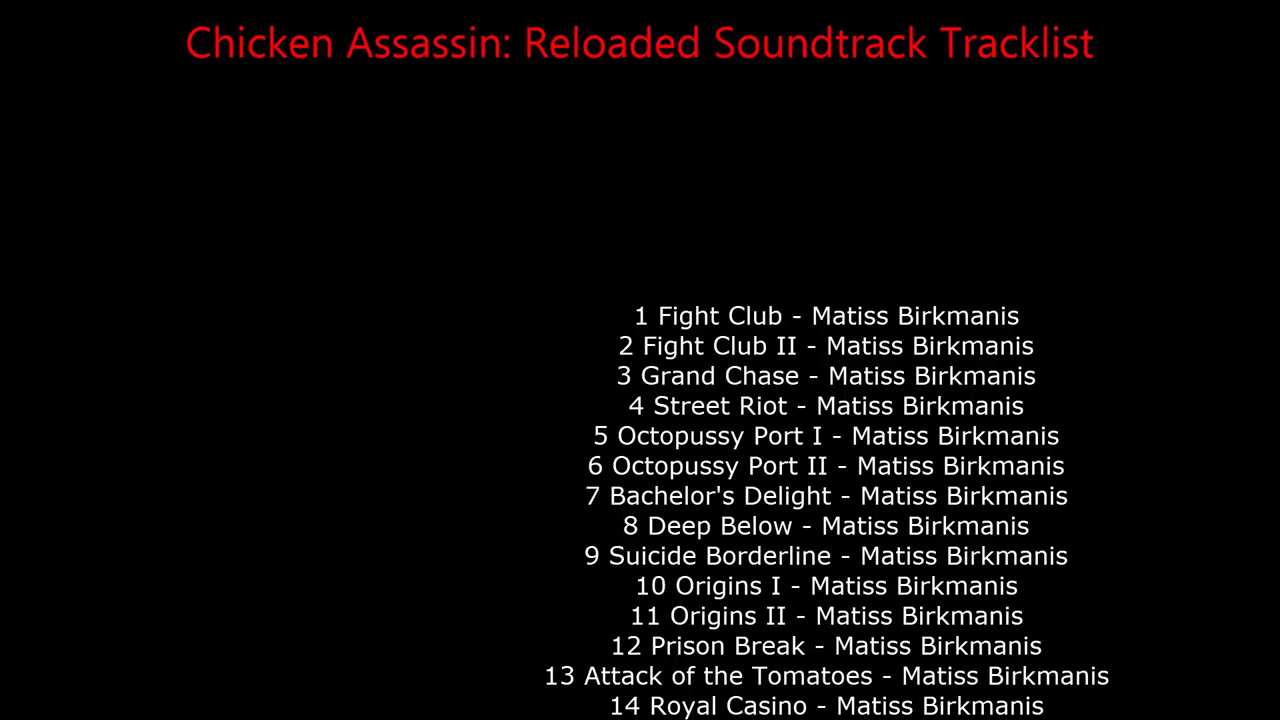 Chicken Assassin: Reloaded Soundtrack Tracklist
1 Fight Club - Matiss Birkmanis
2 Fight Club II - Matiss Birkmanis
3 Grand Chase - Matiss Birkmanis
4 Street Riot - Matiss Birkmanis
5 Octopussy Port I - Matiss Birkmanis
6 Octopussy Port II - Matiss Birkmanis
7 Bachelor's Delight - Matiss Birkmanis
8 Deep Below - Matiss Birkmanis
9 Suicide Borderline - Matiss Birkmanis
10 Origins I - Matiss Birkmanis
11 Origins II - Matiss Birkmanis
12 Prison Break - Matiss Birkmanis
13 Attack of the Tomatoes - Matiss Birkmanis
14 Royal Casino - Matiss Birkmanis